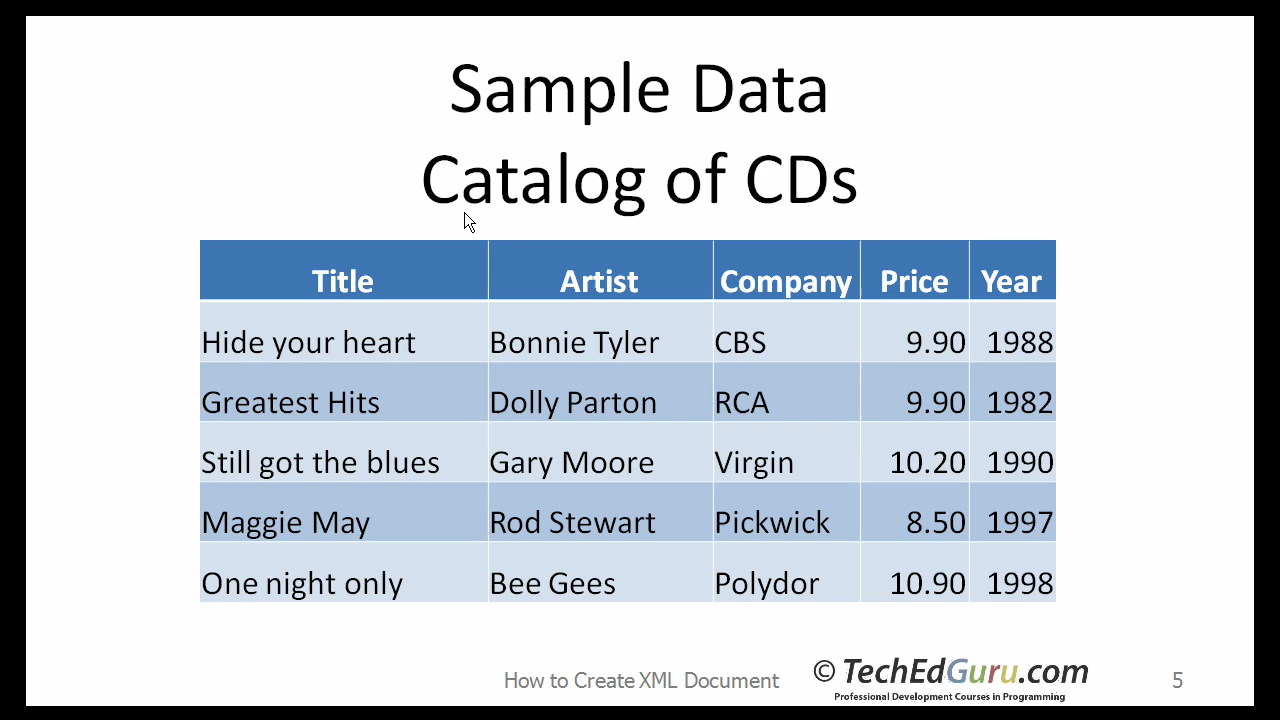 Sample Data
Catalog of CDs
Title Artist Company Price Year
Hide your heart Bonnie Tyler CBS 9.90 1988
Greatest Hits Dolly Parton RCA 9.90 1982
Still got the blues Gary Moore Virgin 10.20 1990
Maggie May Rod Stewart Pickwick 8.50 1997
One night only Bee Gees Polydor 10.90 1998
How to Create XML Document © TechEdGuru.com 5
Professional Development Courses in Programming